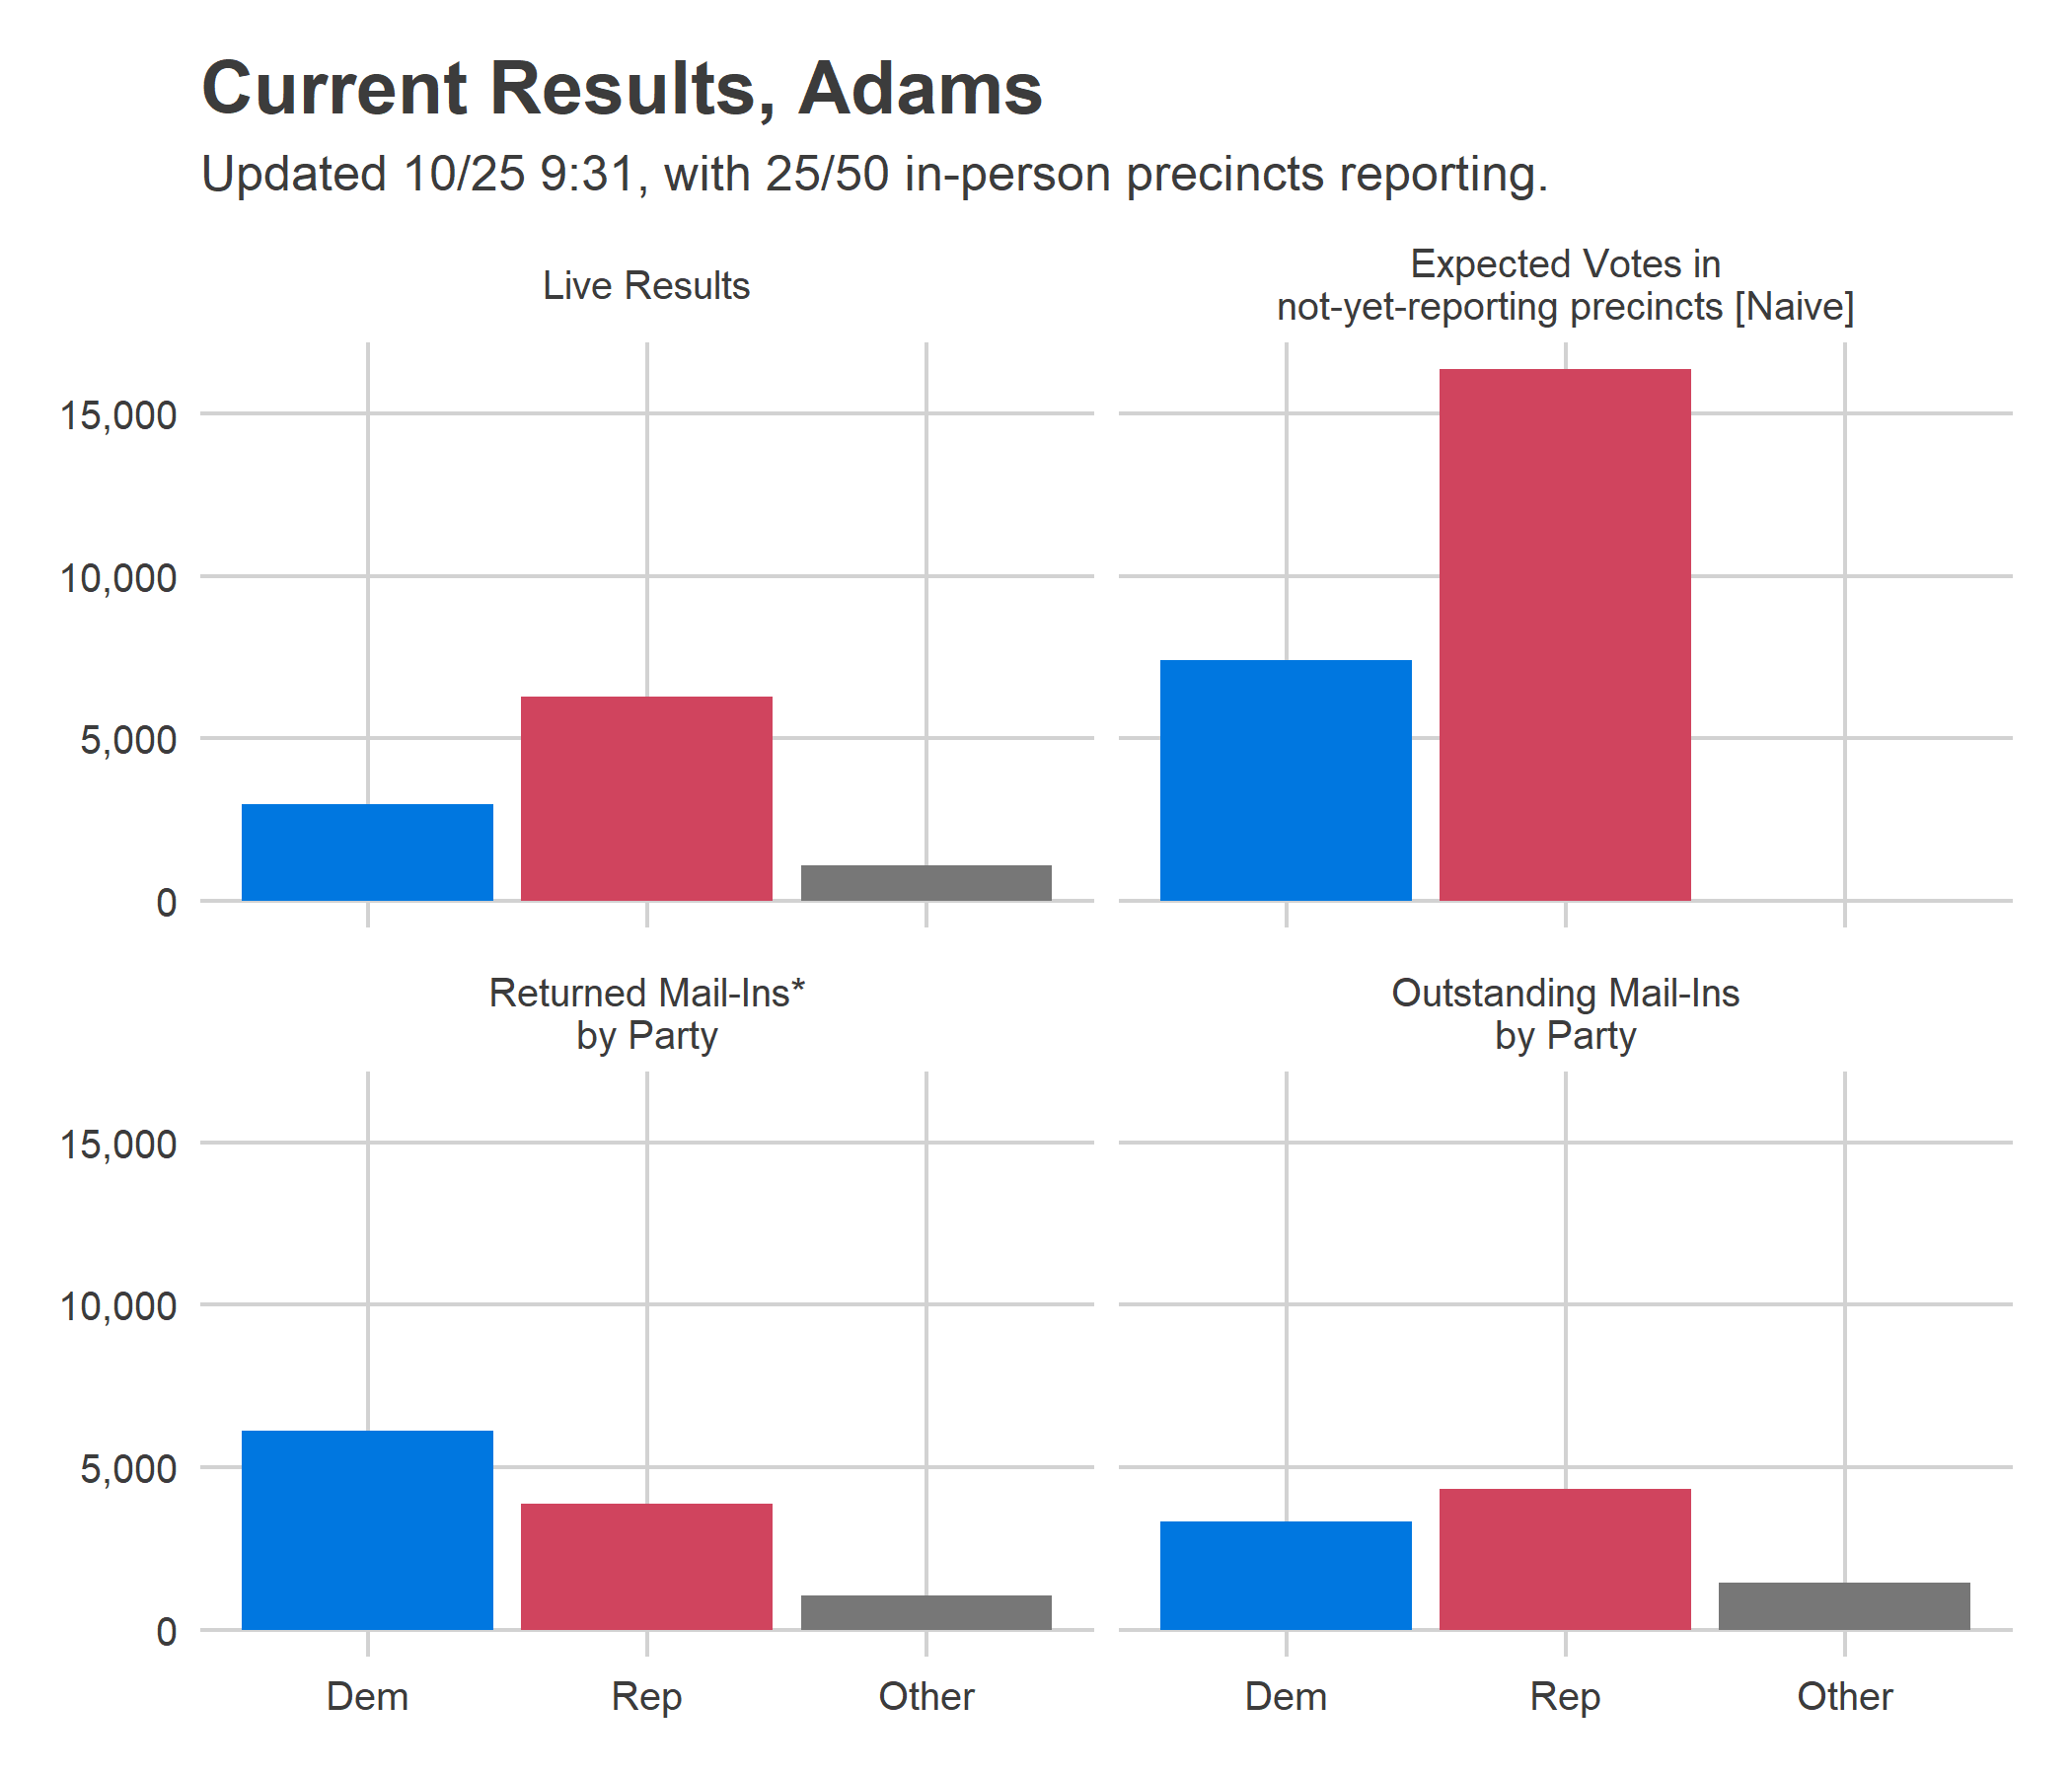 Current Results, Adams
Updated 10/25 9:31, with 25/50 in-person precincts reporting.
Live Results
Expected Votes in
not-yet-reporting precincts [Naive]
15,000
10,000
5,000
0
Returned Mail-Ins*
by Party
Outstanding Mail-Ins
by Party
15,000
10,000
5,000
0
Dem
Rep
Other
Dem
Rep
Other